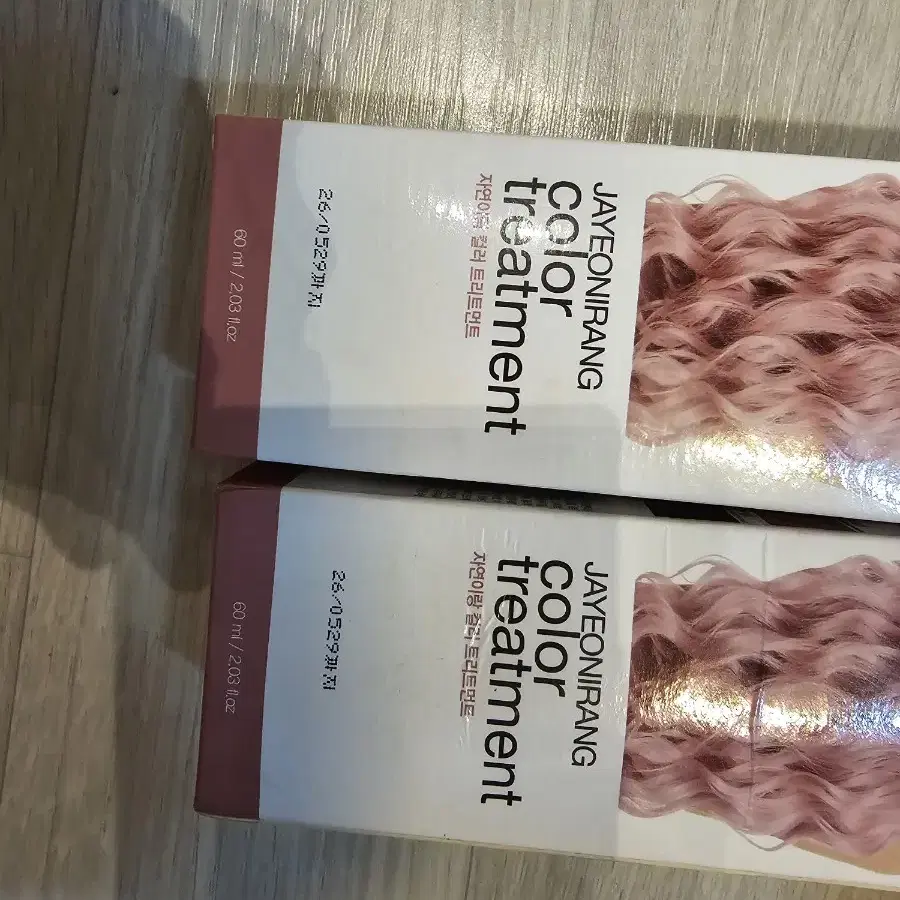 JAYEONIRANG
color
treatment
자연이랑 컬러 트리트먼트
26/0529까지
60 ml / 2.03 fl.oz
JAYEONIRANG
color
treatment
자연이랑 컬러 트리트먼트
26/0529까지
60 ml / 2.03 fl.oz